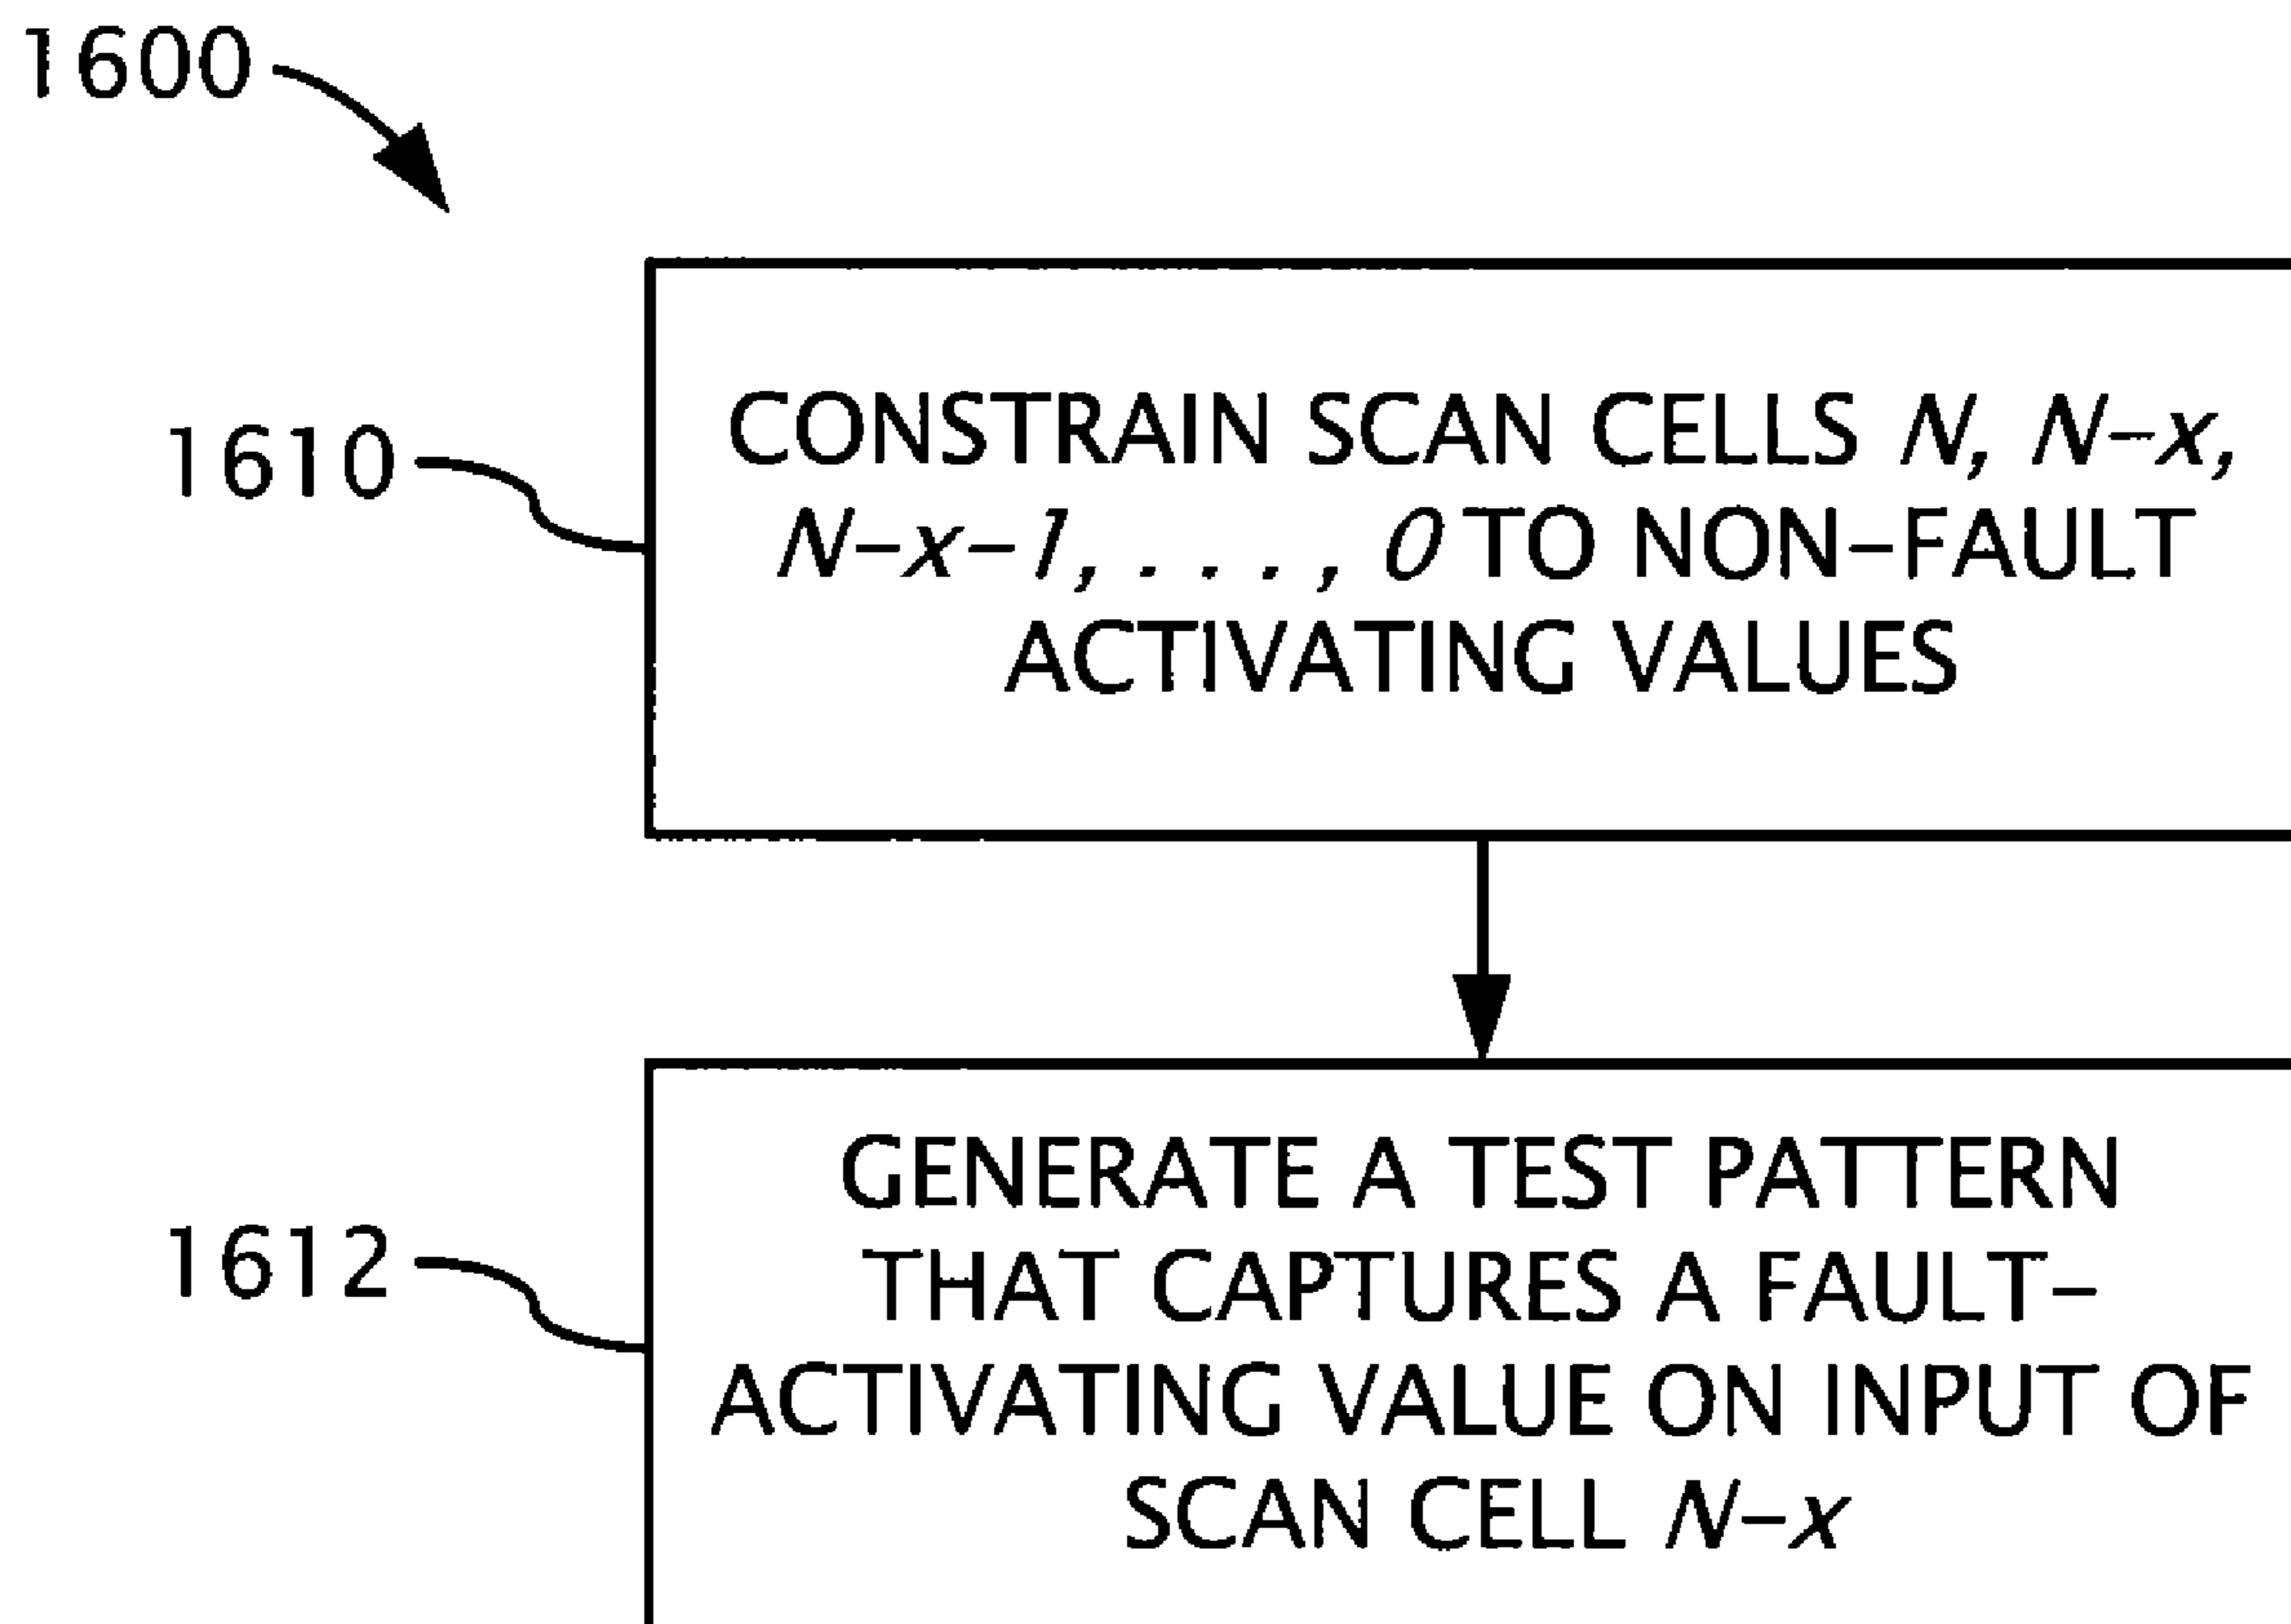 1600
1610
CONSTRAIN SCAN CELLS N, N–x,
N–x–1, . . . , 0 TO NON–FAULT
ACTIVATING VALUES
1612
GENERATE A TEST PATTERN
THAT CAPTURES A FAULT–
ACTIVATING VALUE ON INPUT OF
SCAN CELL N–x